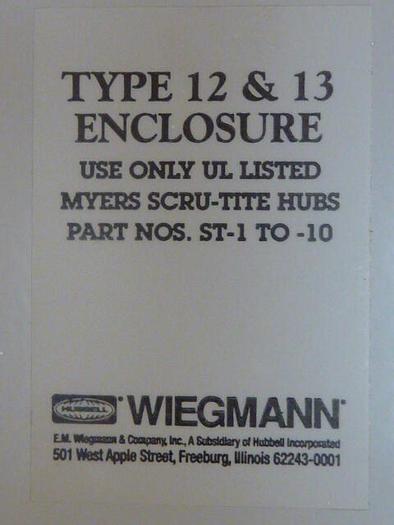 TYPE 12 & 13
ENCLOSURE
USE ONLY UL LISTED
MYERS SCRU-TITE HUBS
PART NOS. ST-1 TO -10
HUBBELL WIEGMANN
F.M. Wiegmann & Company, Inc., A Subsidiary of Hubbell Incorporated
501 West Apple Street, Freeburg, Illinois 62243-0001